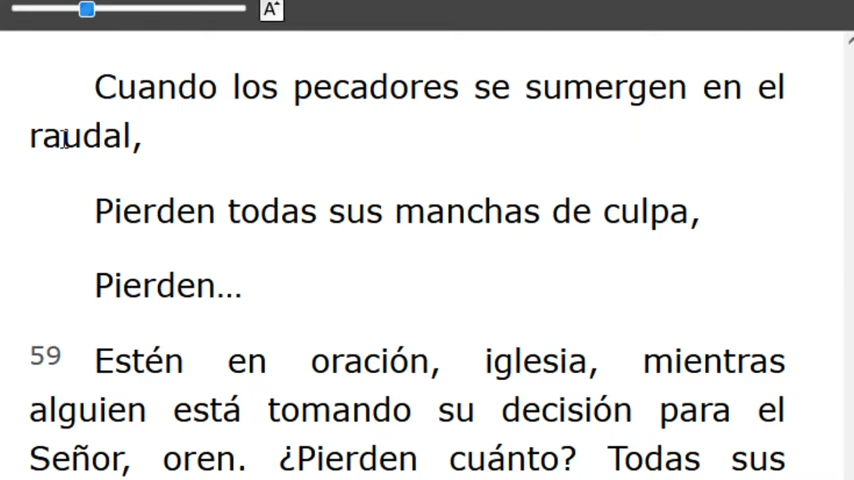 A
Cuando los pecadores se sumergen en el
raudal,
Pierden todas sus manchas de culpa,
Pierden...
59 Estén en oración, iglesia, mientras
alguien está tomando su decisión para el
Señor, oren. ¿Pierden cuánto? Todas sus